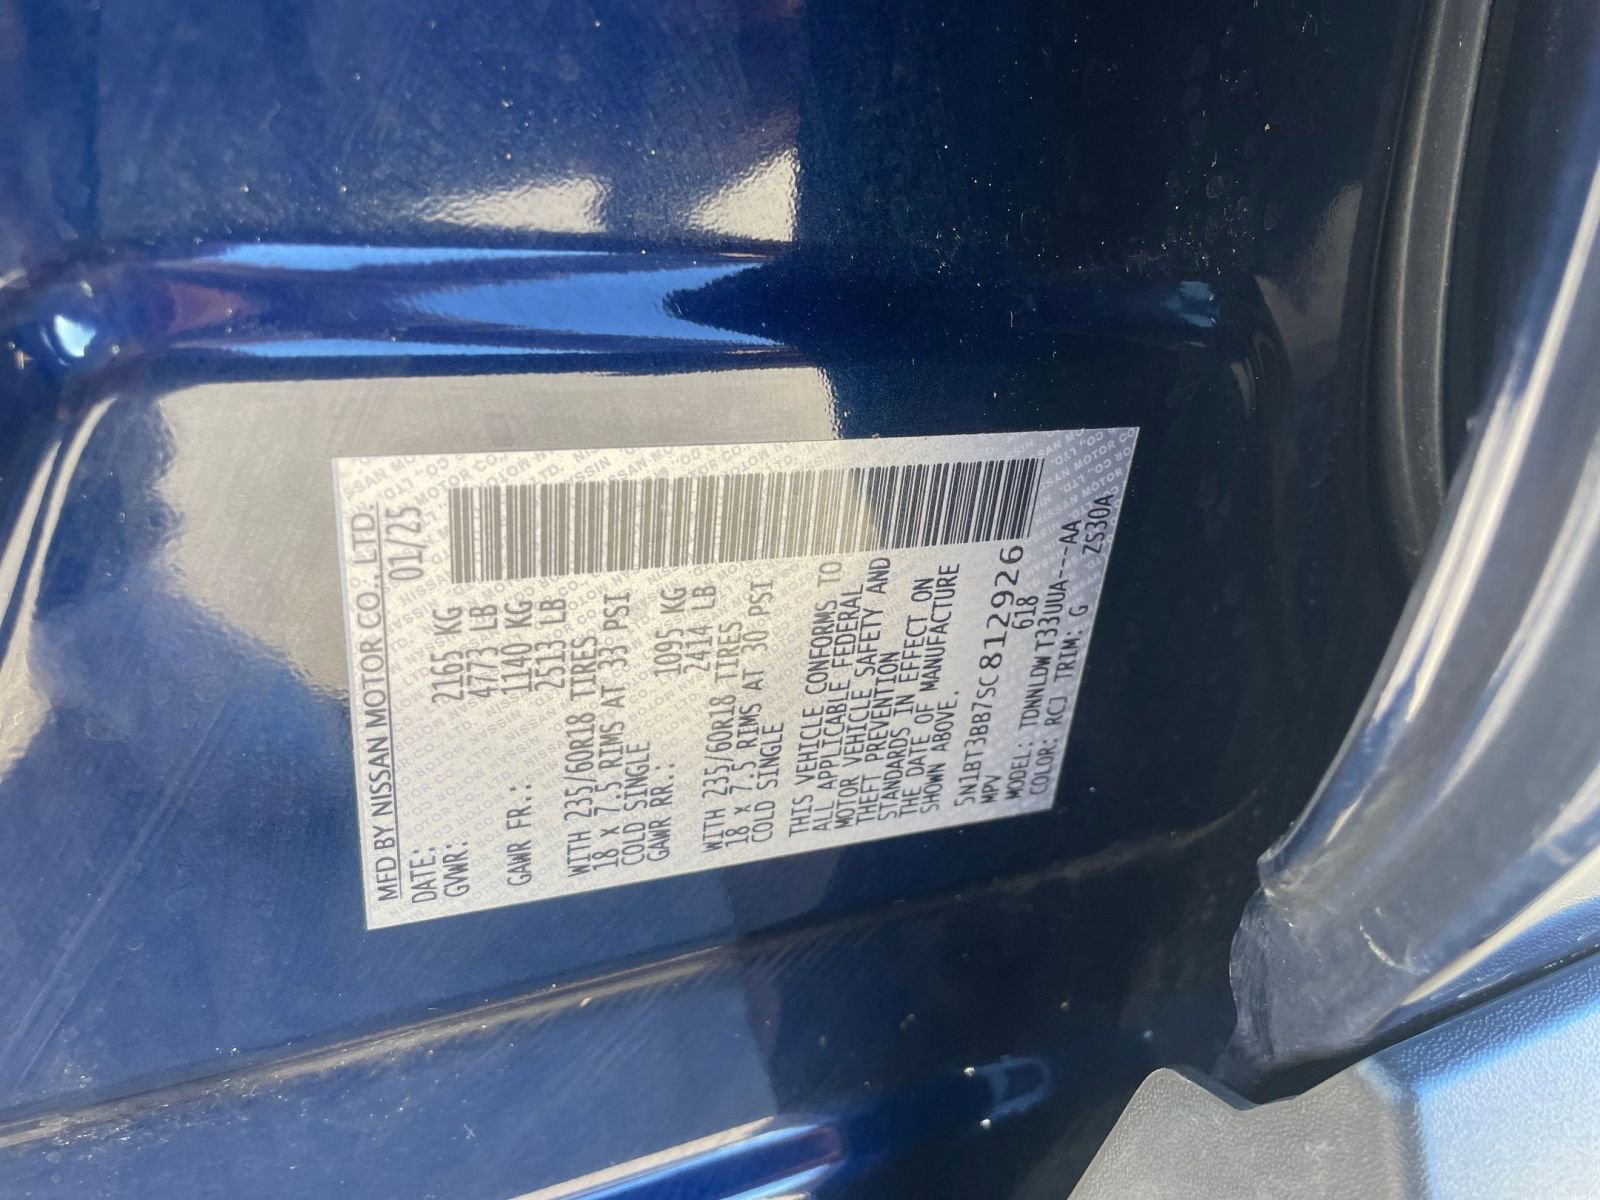 MFD BY NISSAN MOTOR CO., LTD.
DATE: 01/25
GVWR: 2165 KG
4773 LB
GAWR FR.: 1140 KG
2513 LB
WITH 235/60R18 TIRES
18 X 7.5 RIMS AT 33 PSI
COLD SINGLE
GAWR RR.: 1095 KG
2414 LB
WITH 235/60R18 TIRES
18 X 7.5 RIMS AT 30 PSI
COLD SINGLE
THIS VEHICLE CONFORMS TO
ALL APPLICABLE FEDERAL
MOTOR VEHICLE SAFETY AND
THEFT PREVENTION
STANDARDS IN EFFECT ON
THE DATE OF MANUFACTURE
SHOWN ABOVE.
5N1BT3BB7SC812926
MPV 618
MODEL: TDNNLDWT33UUA----AA
COLOR: RCJ TRIM: G ZS30A